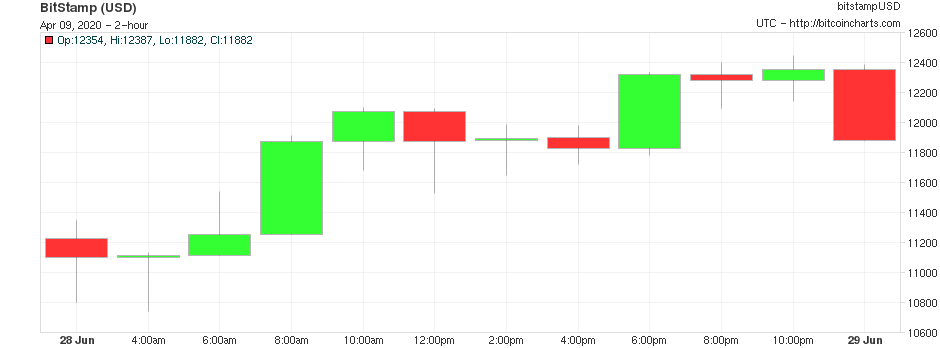 BitStamp (USD)
bitstampUSD
Apr 09, 2020 - 2-hour
UTC - http://bitcoincharts.com
Op:12354, Hi:12387, Lo:11882, Cl:11882
12600
12400
12200
12000
11800
11600
11400
11200
11000
10800
10600
28 Jun 4:00am 6:00am 8:00am 10:00am 12:00pm 2:00pm 4:00pm 6:00pm 8:00pm 10:00pm 29 Jun